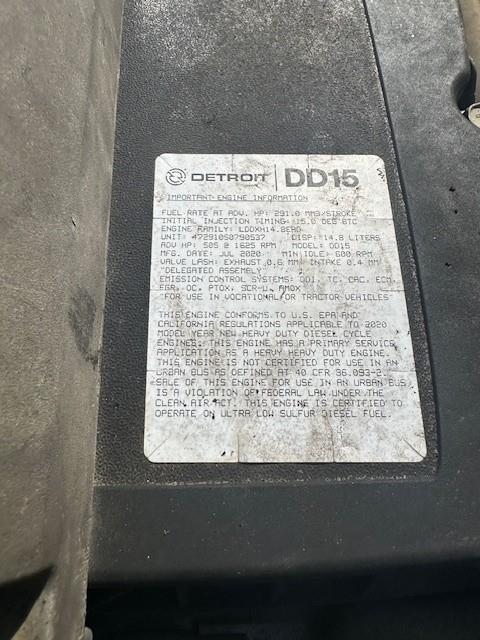 DETROIT DD15
IMPORTANT ENGINE INFORMATION
FUEL RATE AT ADV. HP: 291.0 MM3/STROKE
INITIAL INJECTION TIMING: 15.0 DEG BTC
ENGINE FAMILY: LDDXH14.8EAD
UNIT: 472910S0790537 DISP: 14.8 LITERS
ADV HP: 505 @ 1625 RPM MODEL: DD15
MFG. DATE: JUL 2020 MIN IDLE: 600 RPM
VALVE LASH: EXHAUST 0.6 MM INTAKE 0.4 MM
"DELEGATED ASSEMBLY"
EMISSION CONTROL SYSTEMS: DDI, TC, CAC, ECM,
EGR, OC, PTOX, SCR-U, AMOX
"FOR USE IN VOCATIONAL OR TRACTOR VEHICLES"
THIS ENGINE CONFORMS TO U.S. EPA AND
CALIFORNIA REGULATIONS APPLICABLE TO 2020
MODEL YEAR NEW HEAVY DUTY DIESEL CYCLE
ENGINES. THIS ENGINE HAS A PRIMARY SERVICE
APPLICATION AS A HEAVY HEAVY DUTY ENGINE.
THIS ENGINE IS NOT CERTIFIED FOR USE IN AN
URBAN BUS AS DEFINED AT 40 CFR 86.093-2.
SALE OF THIS ENGINE FOR USE IN AN URBAN BUS
IS A VIOLATION OF FEDERAL LAW UNDER THE
CLEAN AIR ACT. THIS ENGINE IS CERTIFIED TO
OPERATE ON ULTRA LOW SULFUR DIESEL FUEL.